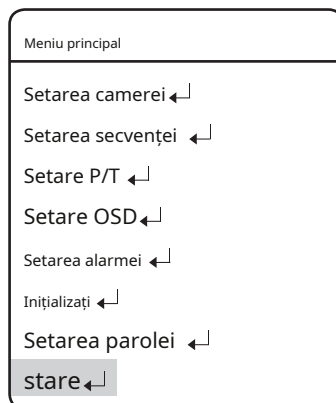 Meniu principal
Setarea camerei
Setarea secvenței
Setare P/T
Setare OSD
Setarea alarmei
Inițializați
Setarea parolei
stare